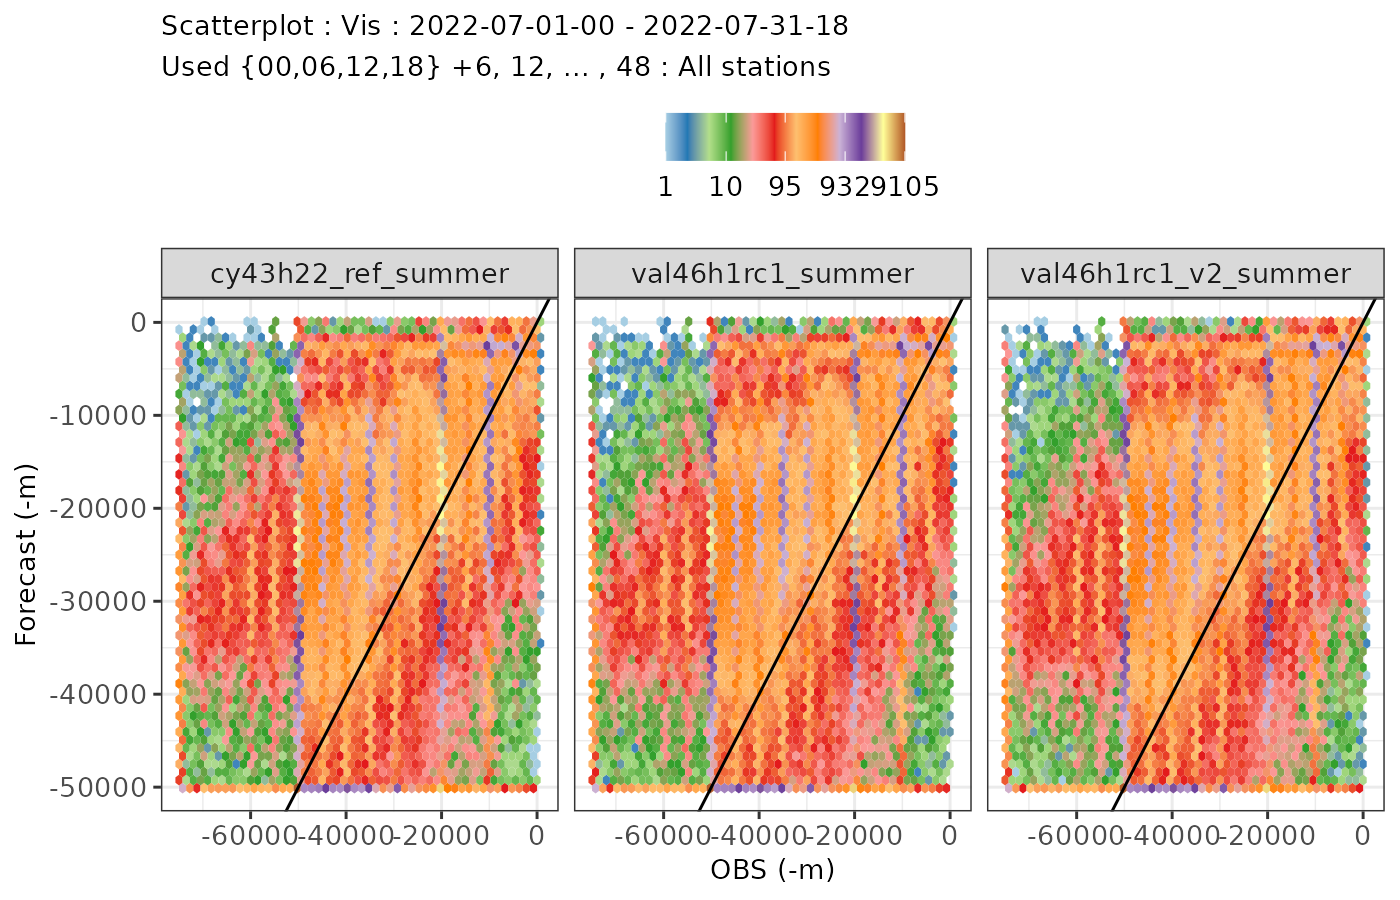 Scatterplot : Vis : 2022-07-01-00 - 2022-07-31-18
Used {00,06,12,18} +6, 12, ... , 48 : All stations
1 10 95 932 9105
cy43h22_ref_summer val46h1rc1_summer val46h1rc1_v2_summer
0
-10000
-20000
-30000
-40000
-50000
Forecast (-m)
-60000 -40000 -20000 0 -60000 -40000 -20000 0 -60000 -40000 -20000 0
OBS (-m)